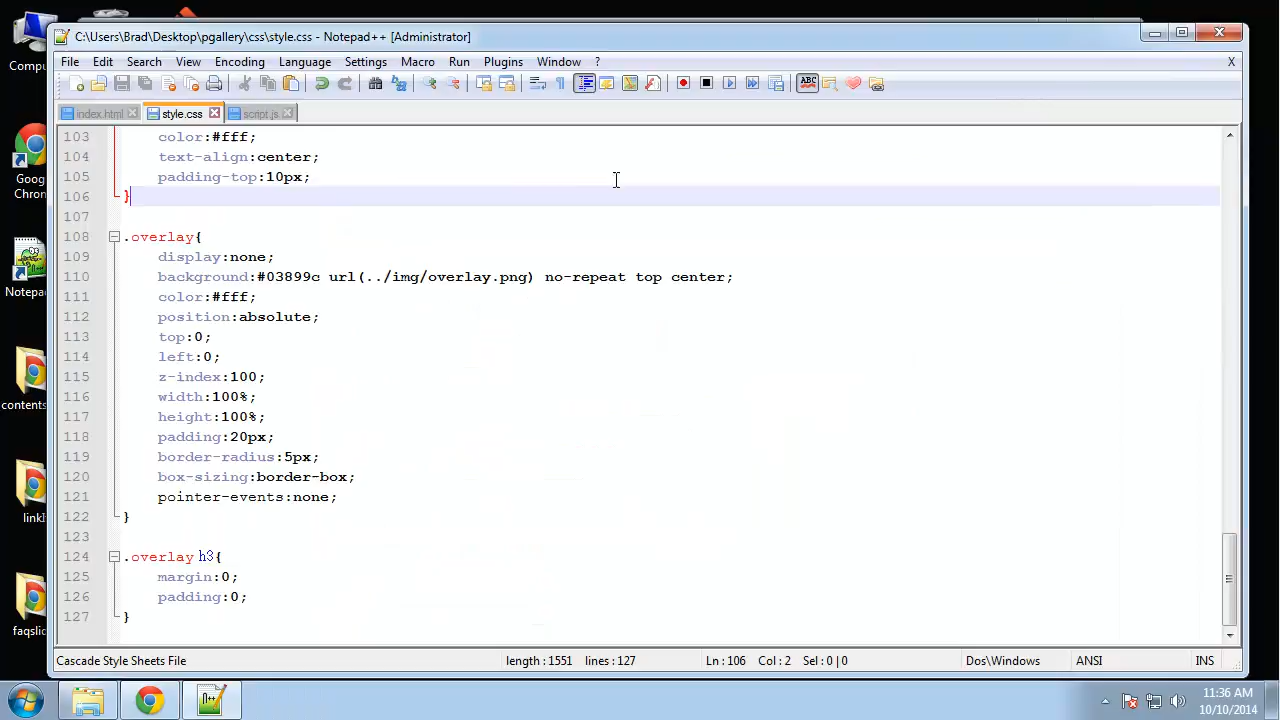 Compu
C:\Users\Brad\Desktop\pgallery\css\style.css - Notepad++ [Administrator]
File Edit Search View Encoding Language Settings Macro Run Plugins Window ? X
ABC
index.html style.css script.js
103 color:#fff;
104 text-align:center;
105 padding-top:10px;
106 }
107
108 .overlay{
109 display:none;
110 background:#03899c url(../img/overlay.png) no-repeat top center;
111 color:#fff;
112 position:absolute;
113 top:0;
114 left:0;
115 z-index:100;
116 width:100%;
117 height:100%;
118 padding:20px;
119 border-radius:5px;
120 box-sizing:border-box;
121 pointer-events:none;
122 }
123
124 .overlay h3{
125 margin:0;
126 padding:0;
127 }
Goog
Chron
Notepa
contents
linkl
faqslic
Cascade Style Sheets File length : 1551 lines : 127 Ln : 106 Col : 2 Sel : 0 | 0 Dos\Windows ANSI INS
11:36 AM
10/10/2014